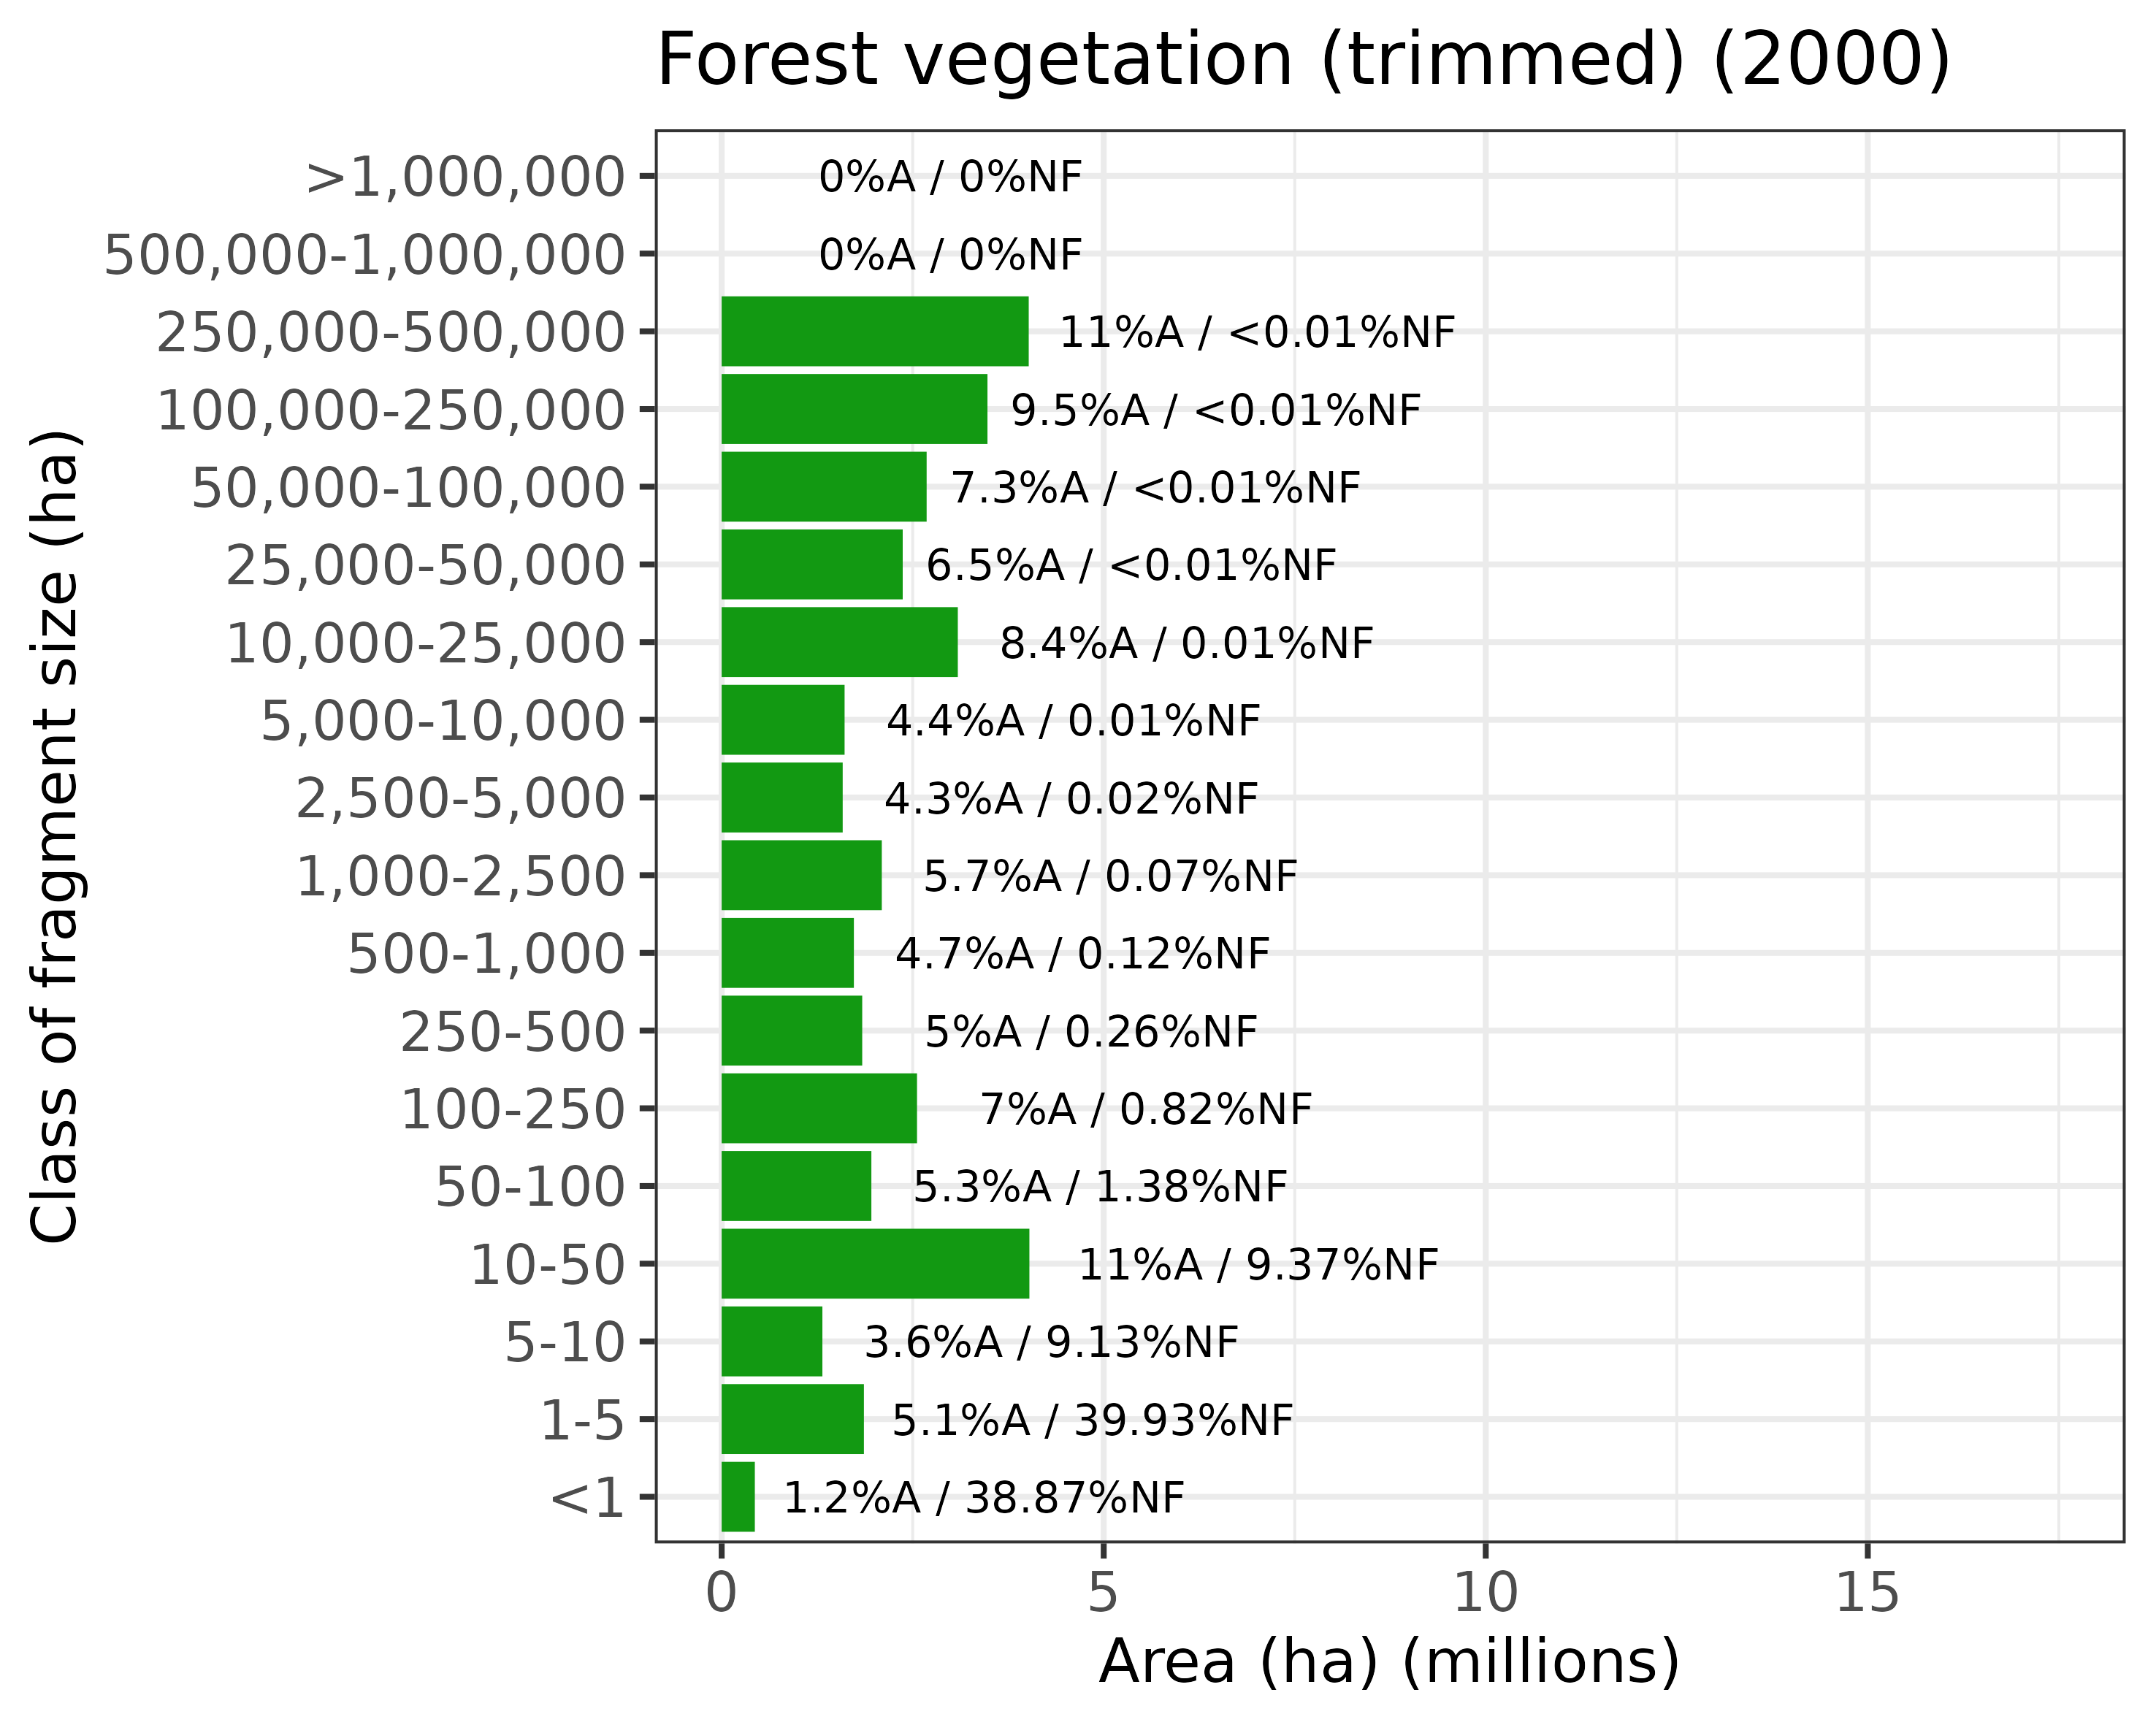 Forest vegetation (trimmed) (2000)
Class of fragment size (ha)
>1,000,000 0%A / 0%NF
500,000-1,000,000 0%A / 0%NF
250,000-500,000 11%A / <0.01%NF
100,000-250,000 9.5%A / <0.01%NF
50,000-100,000 7.3%A / <0.01%NF
25,000-50,000 6.5%A / <0.01%NF
10,000-25,000 8.4%A / 0.01%NF
5,000-10,000 4.4%A / 0.01%NF
2,500-5,000 4.3%A / 0.02%NF
1,000-2,500 5.7%A / 0.07%NF
500-1,000 4.7%A / 0.12%NF
250-500 5%A / 0.26%NF
100-250 7%A / 0.82%NF
50-100 5.3%A / 1.38%NF
10-50 11%A / 9.37%NF
5-10 3.6%A / 9.13%NF
1-5 5.1%A / 39.93%NF
<1 1.2%A / 38.87%NF
0 5 10 15
Area (ha) (millions)